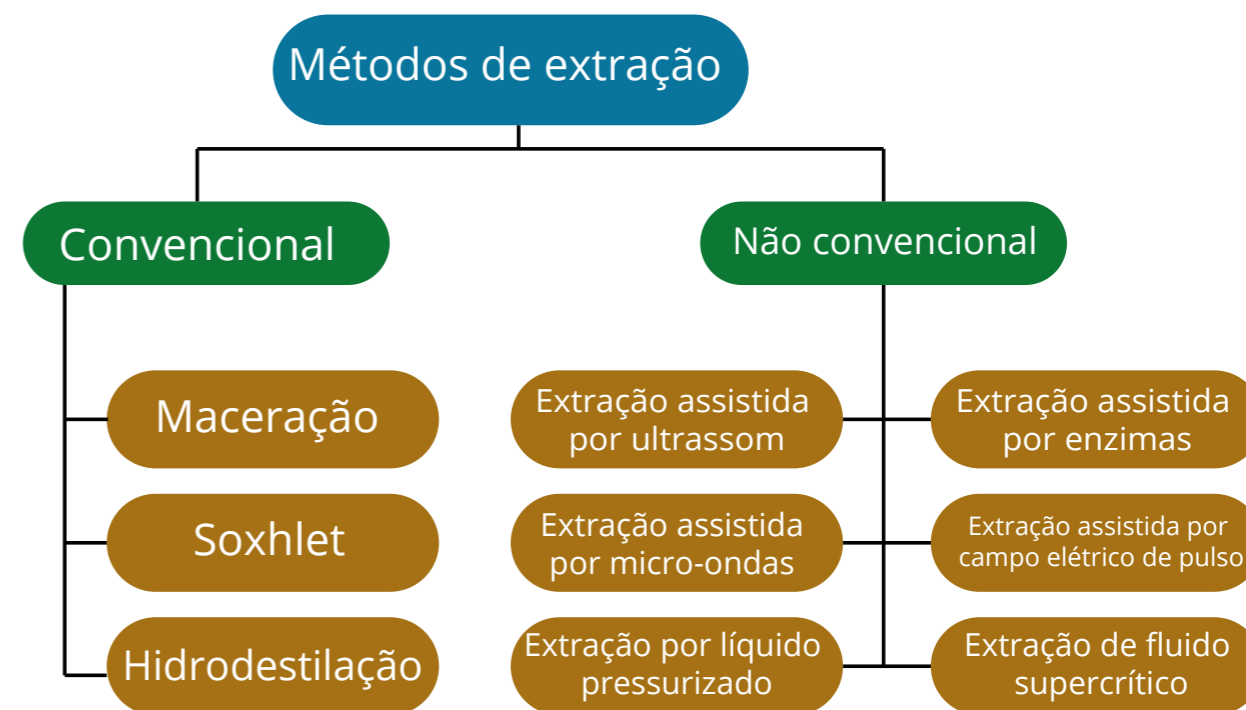 Métodos de extração
Convencional
Não convencional
Maceração
Soxhlet
Hidrodestilação
Extração assistida
por ultrassom
Extração assistida
por micro-ondas
Extração por líquido
pressurizado
Extração assistida
por enzimas
Extração assistida por
campo elétrico de pulso
Extração de fluido
supercrítico